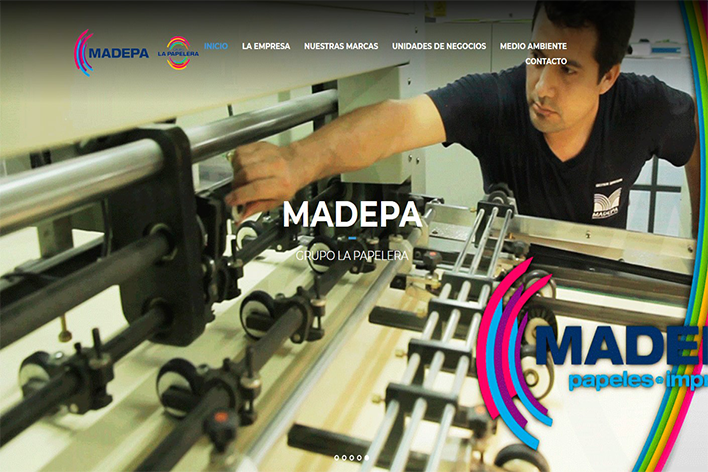 MADEPA
LA PAPELERA
INICIO
LA EMPRESA
NUESTRAS MARCAS
UNIDADES DE NEGOCIOS
MEDIO AMBIENTE
CONTACTO
MADEPA
MADEPA
GRUPO LA PAPELERA
MADE
papeles • impr